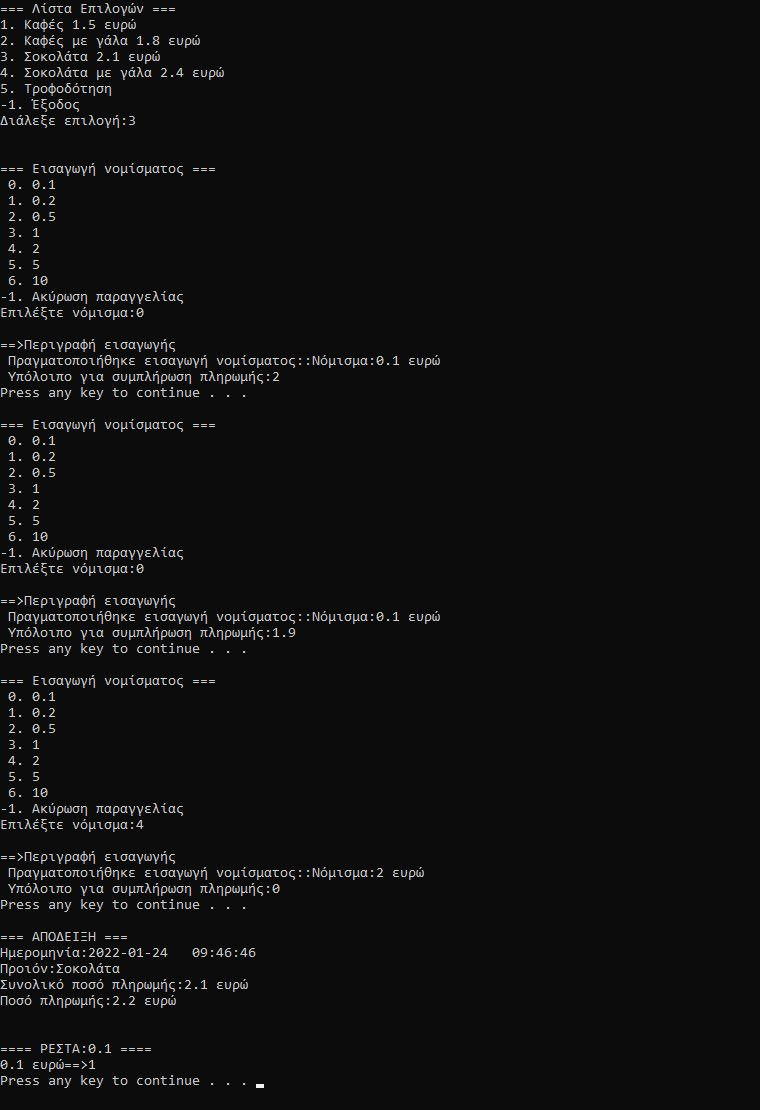 === Λίστα Επιλογών ===
1. Καφές 1.5 ευρώ
2. Καφές με γάλα 1.8 ευρώ
3. Σοκολάτα 2.1 ευρώ
4. Σοκολάτα με γάλα 2.4 ευρώ
5. Τροφοδότηση
-1. Έξοδος
Διάλεξε επιλογή:3
=== Εισαγωγή νομίσματος ===
0. 0.1
1. 0.2
2. 0.5
3. 1
4. 2
5. 5
6. 10
-1. Ακύρωση παραγγελίας
Επιλέξτε νόμισμα:0
==>Περιγραφή εισαγωγής
Πραγματοποιήθηκε εισαγωγή νομίσματος::Νόμισμα:0.1 ευρώ
Υπόλοιπο για συμπλήρωση πληρωμής:2
Press any key to continue . . .
=== Εισαγωγή νομίσματος ===
0. 0.1
1. 0.2
2. 0.5
3. 1
4. 2
5. 5
6. 10
-1. Ακύρωση παραγγελίας
Επιλέξτε νόμισμα:0
==>Περιγραφή εισαγωγής
Πραγματοποιήθηκε εισαγωγή νομίσματος::Νόμισμα:0.1 ευρώ
Υπόλοιπο για συμπλήρωση πληρωμής:1.9
Press any key to continue . . .
=== Εισαγωγή νομίσματος ===
0. 0.1
1. 0.2
2. 0.5
3. 1
4. 2
5. 5
6. 10
-1. Ακύρωση παραγγελίας
Επιλέξτε νόμισμα:4
==>Περιγραφή εισαγωγής
Πραγματοποιήθηκε εισαγωγή νομίσματος::Νόμισμα:2 ευρώ
Υπόλοιπο για συμπλήρωση πληρωμής:0
Press any key to continue . . .
=== ΑΠΟΔΕΙΞΗ ===
Ημερομηνία:2022-01-24   09:46:46
Προιόν:Σοκολάτα
Συνολικό ποσό πληρωμής:2.1 ευρώ
Ποσό πληρωμής:2.2 ευρώ
==== ΡΕΣΤΑ:0.1 ====
0.1 ευρώ==>1
Press any key to continue . . .